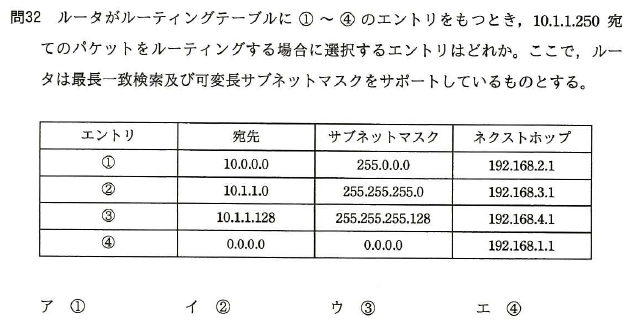 問32 ルータがルーティングテーブルに ① ～ ④ のエントリをもつとき，10.1.1.250 宛
てのパケットをルーティングする場合に選択するエントリはどれか。ここで，ルー
タは最長一致検索及び可変長サブネットマスクをサポートしているものとする。
エントリ 宛先 サブネットマスク ネクストホップ
① 10.0.0.0 255.0.0.0 192.168.2.1
② 10.1.1.0 255.255.255.0 192.168.3.1
③ 10.1.1.128 255.255.255.128 192.168.4.1
④ 0.0.0.0 0.0.0.0 192.168.1.1
ア ① イ ② ウ ③ エ ④